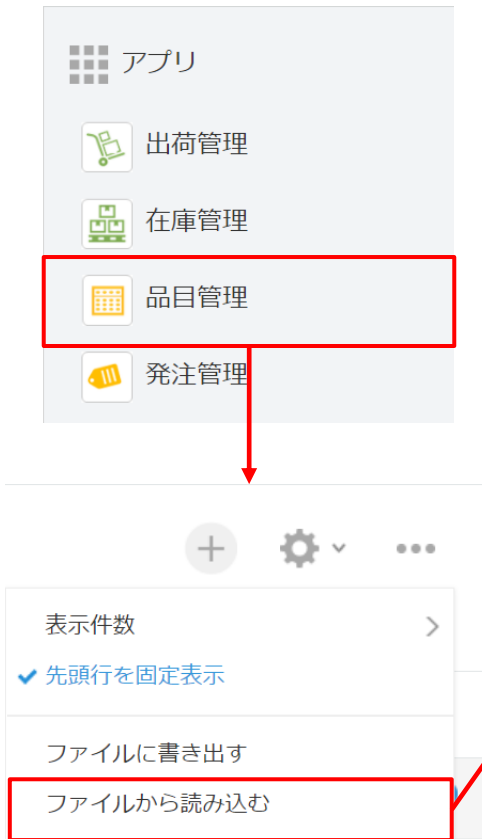 アプリ
出荷管理
在庫管理
品目管理
発注管理
表示件数
先頭行を固定表示
ファイルに書き出す
ファイルから読み込む